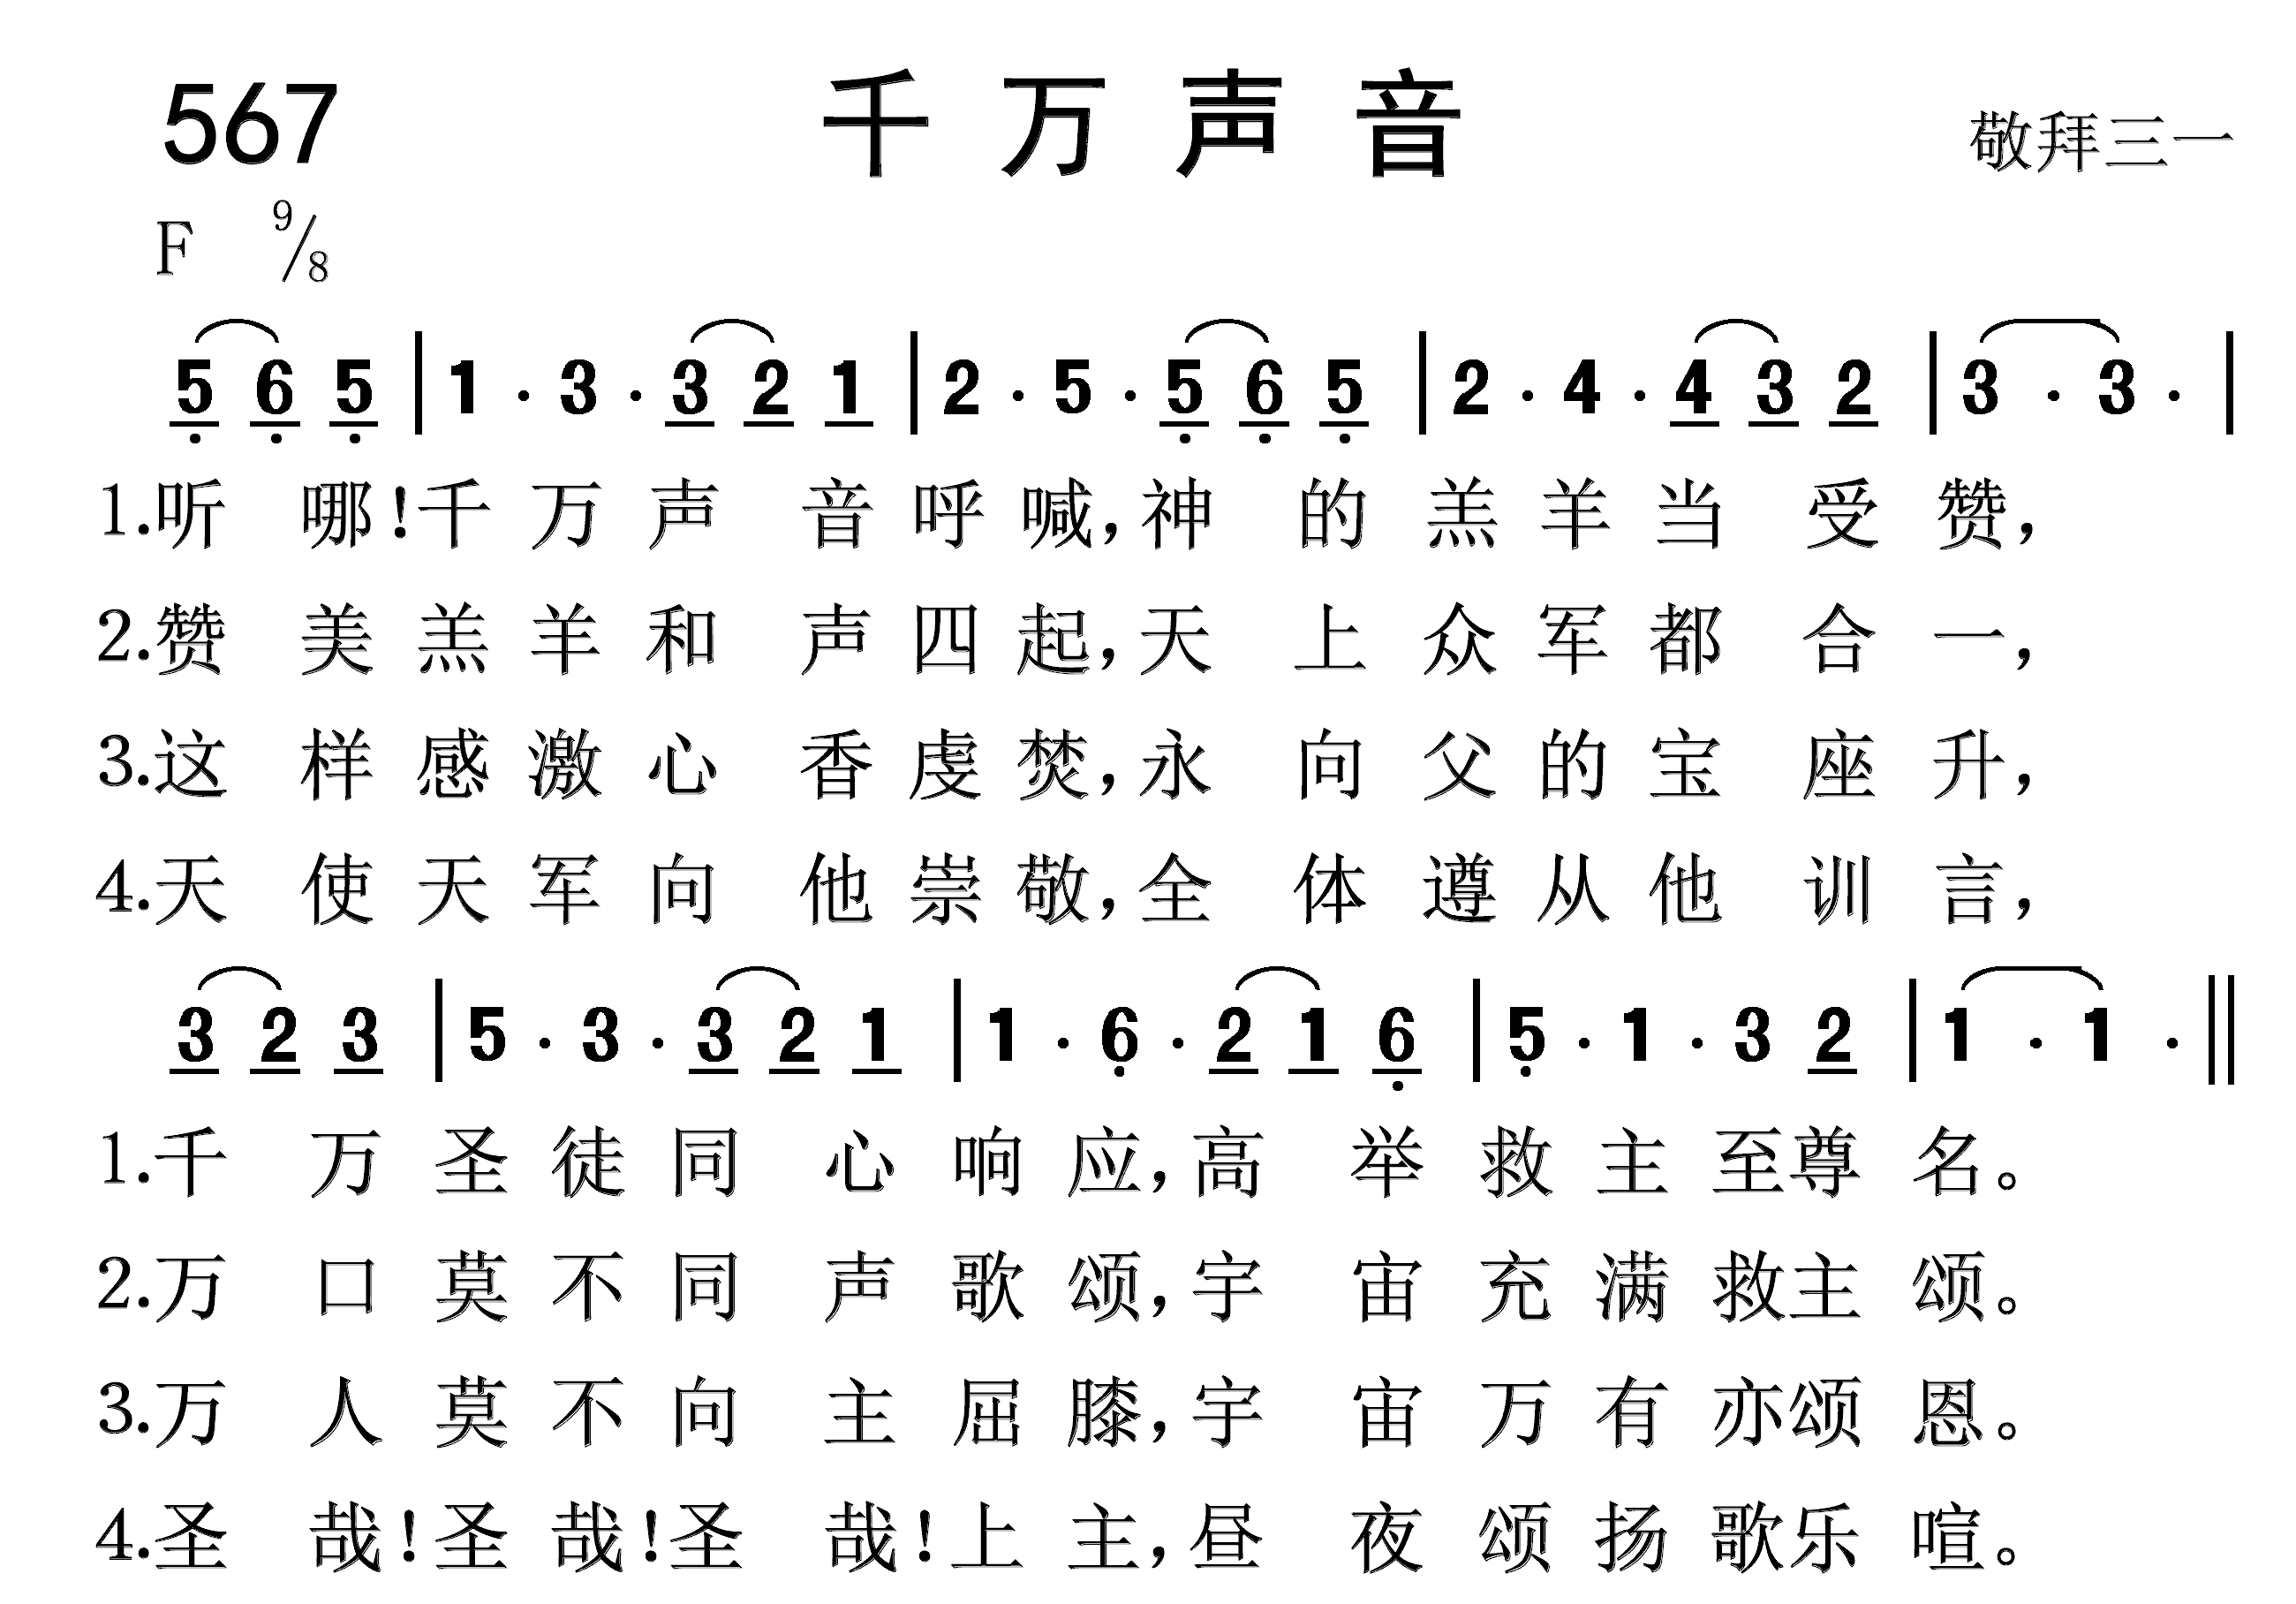 567 千万声音 敬拜三一
F 9/8
5 6 5 | 1 · 3 · 3 2 1 | 2 · 5 · 5 6 5 | 2 · 4 · 4 3 2 | 3 · 3 · |
1.听哪!千万声音呼喊,神的羔羊当受赞,
2.赞美羔羊和声四起,天上众军都合一,
3.这样感激心香虔焚,永向父的宝座升,
4.天使天军向他崇敬,全体遵从他训言,
3 2 3 | 5 · 3 · 3 2 1 | 1 · 6 · 2 1 6 | 5 · 1 · 3 2 | 1 · 1 · ||
1.千万圣徒同心响应,高举救主至尊名。
2.万口莫不同声歌颂,宇宙充满救主颂。
3.万人莫不向主屈膝,宇宙万有亦颂恩。
4.圣哉!圣哉!圣哉!上主,昼夜颂扬歌乐喧。